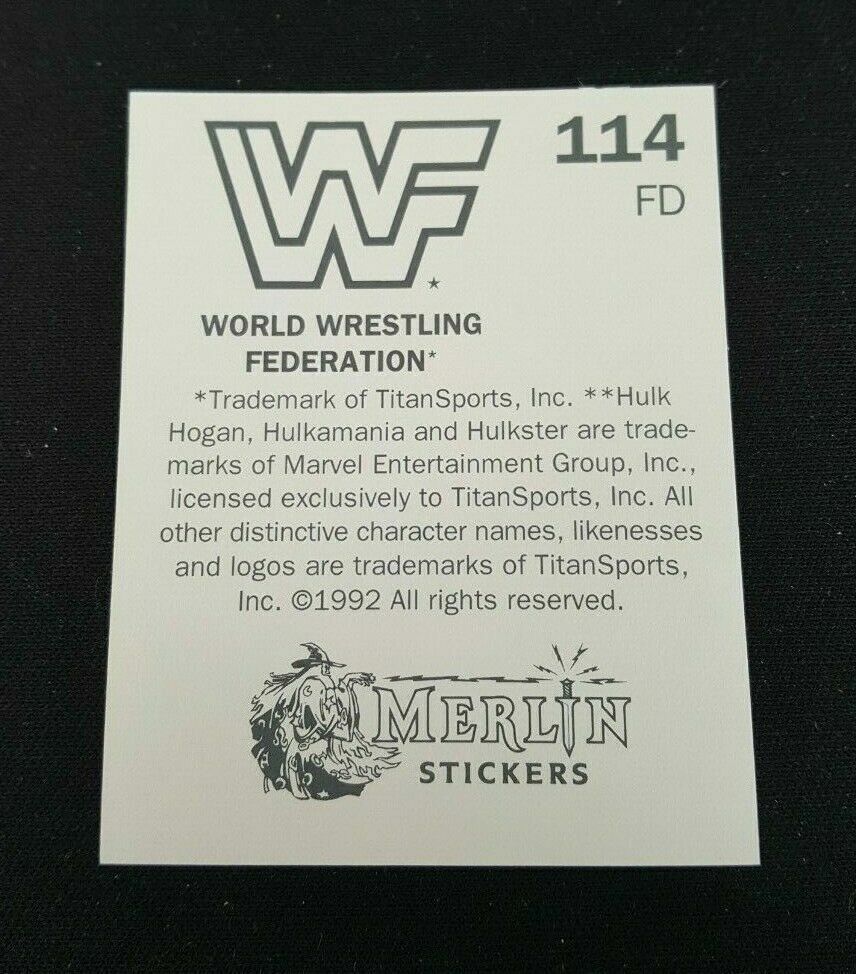 WF
114
FD
WORLD WRESTLING
FEDERATION*
*Trademark of TitanSports, Inc. **Hulk
Hogan, Hulkamania and Hulkster are trade-
marks of Marvel Entertainment Group, Inc.,
licensed exclusively to TitanSports, Inc. All
other distinctive character names, likenesses
and logos are trademarks of TitanSports,
Inc. ©1992 All rights reserved.
MERLIN
STICKERS